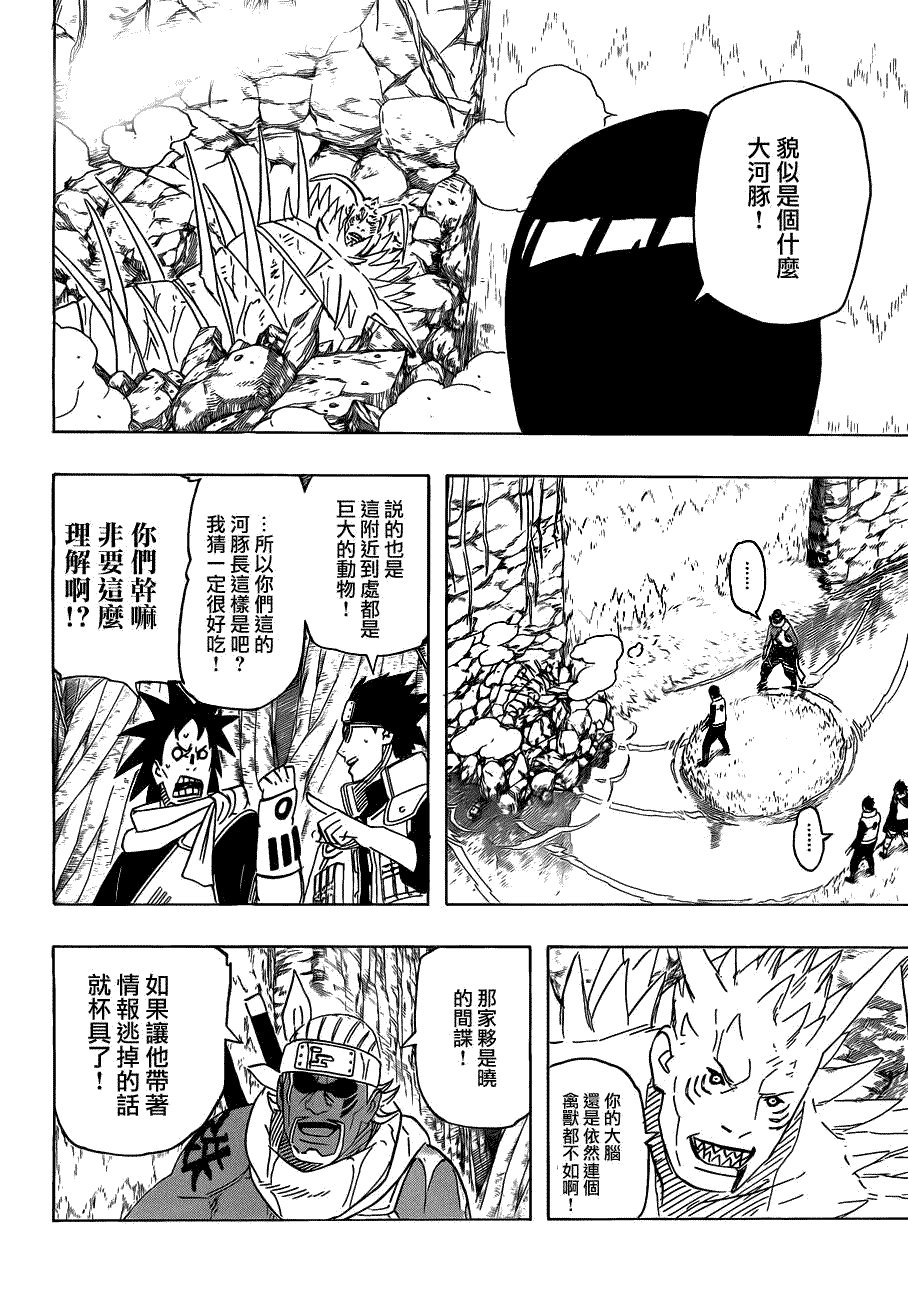 貌似是個什麼
大河豚！
……
……
説的也是
這附近到處都是
巨大的動物！
…所以你們這的
河豚長這樣是吧？
我猜一定很好吃！
你們幹嘛
非要這麼
理解啊!?
你的大腦
還是依然連個
禽獸都不如啊！
那家夥是曉
的間諜！
如果讓他帶著
情報逃掉的話
就杯具了！